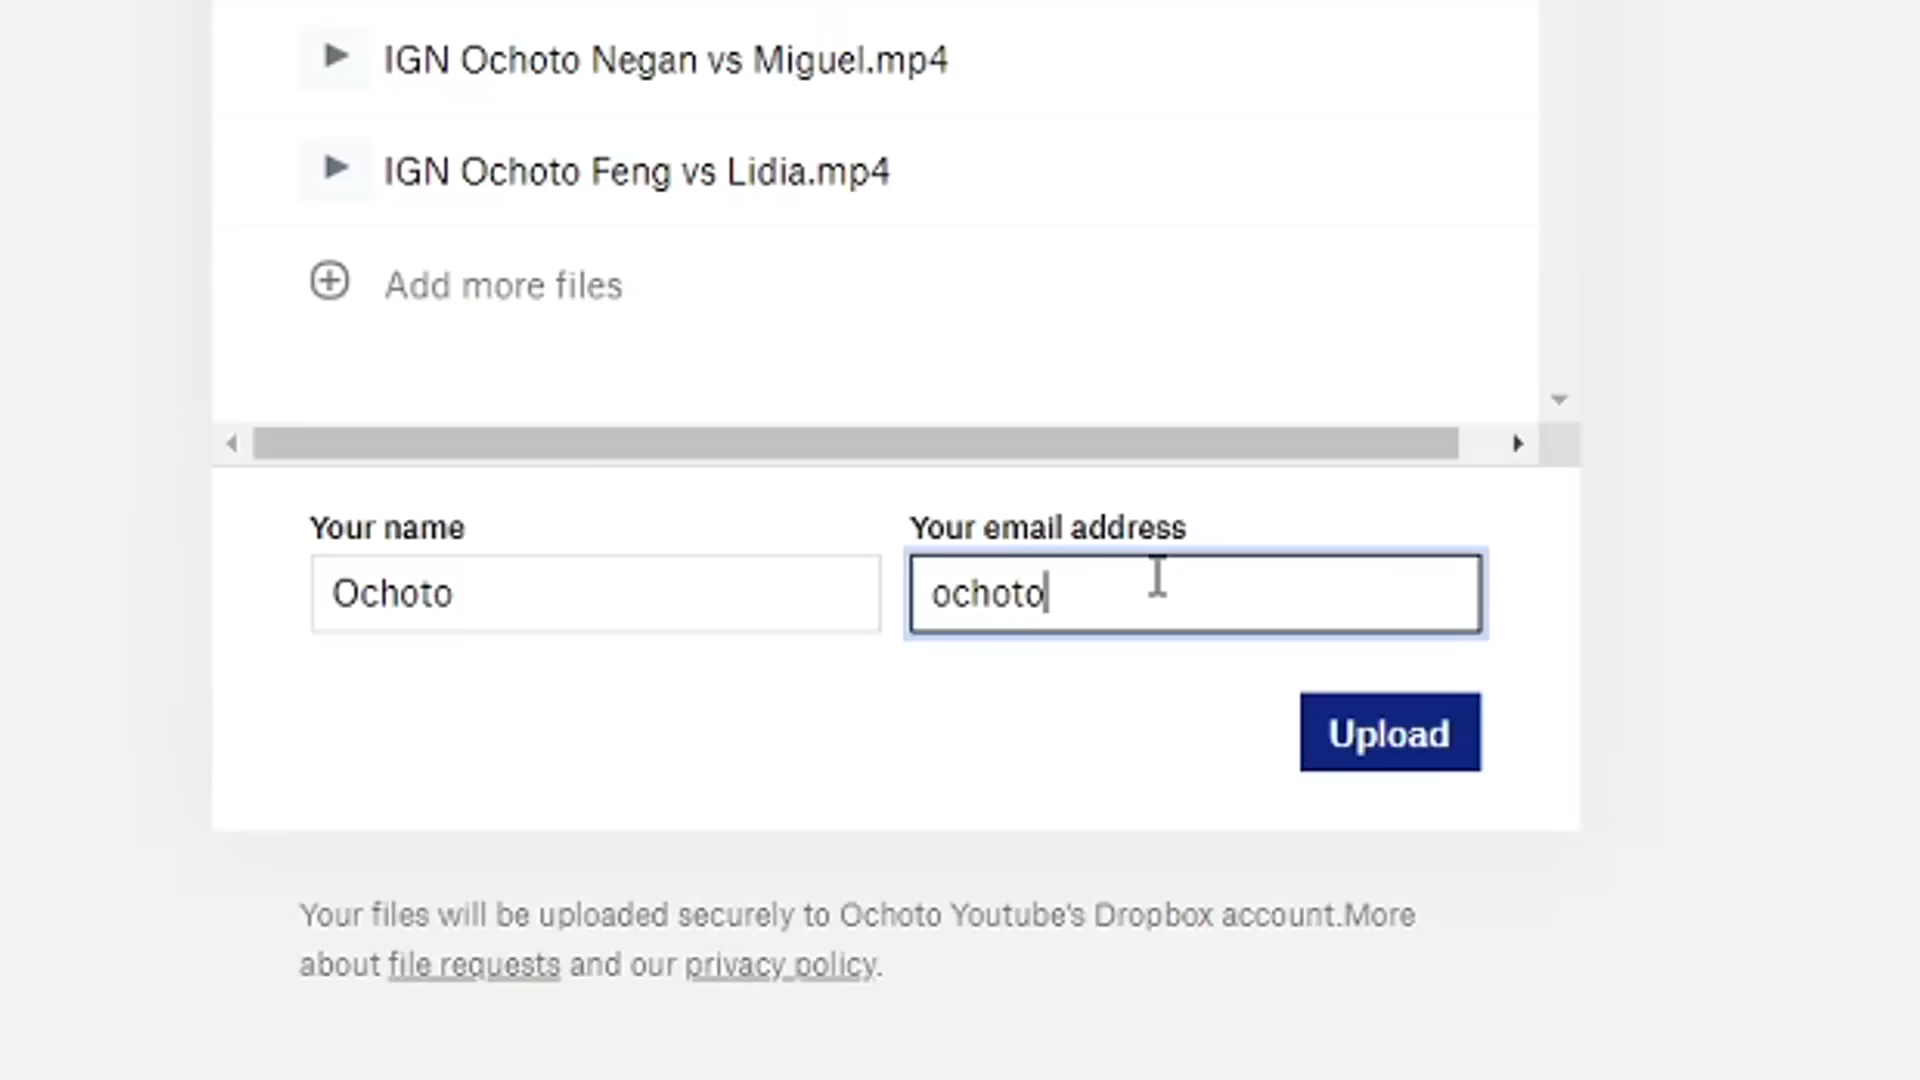 IGN Ochoto Negan vs Miguel.mp4
IGN Ochoto Feng vs Lidia.mp4
Add more files
Your name
Your email address
Ochoto
ochoto
Upload
Your files will be uploaded securely to Ochoto Youtube's Dropbox account.More
about file requests and our privacy policy.